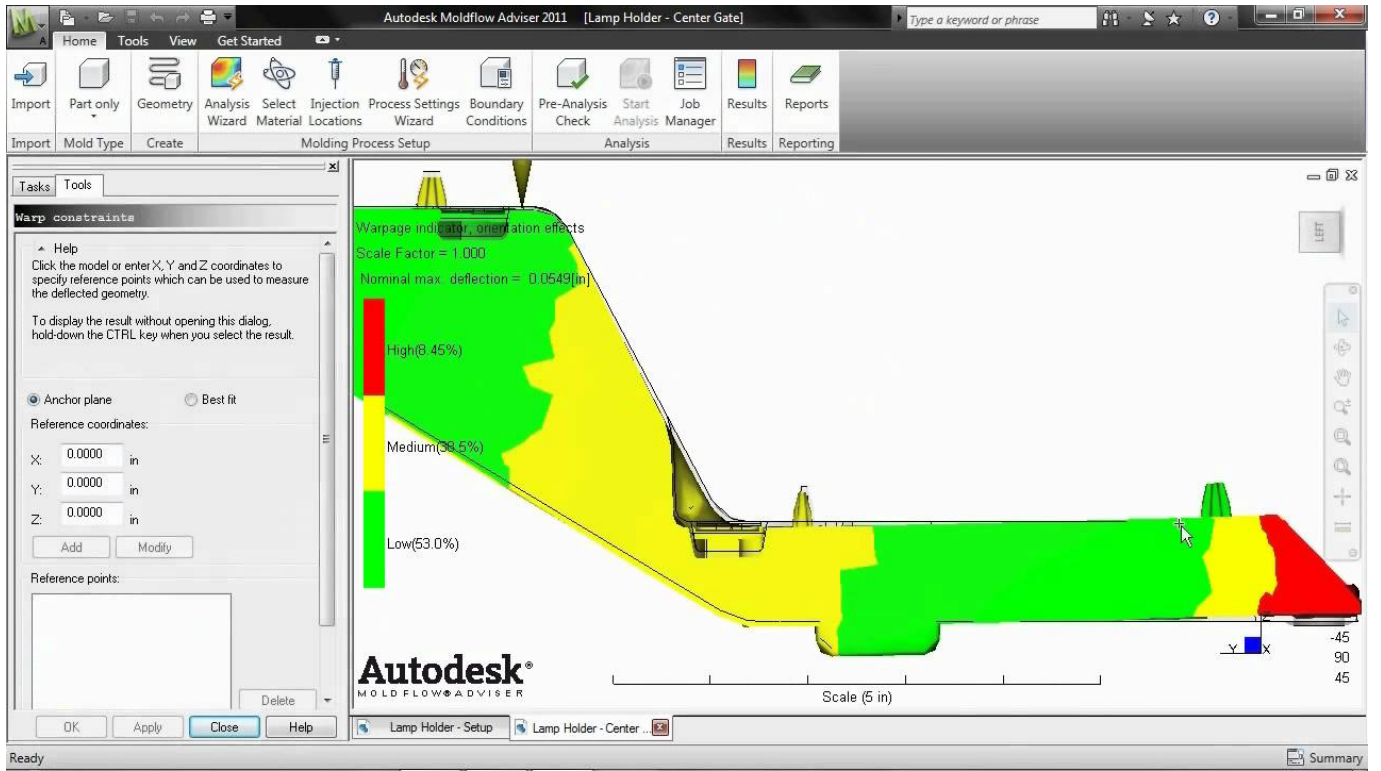 Autodesk Moldflow Adviser 2011 [Lamp Holder - Center Gate]
Type a keyword or phrase
A
Home Tools View Get Started
Import Part only Geometry Analysis Wizard Select Material Injection Locations Process Settings Wizard Boundary Conditions Pre-Analysis Check Start Analysis Job Manager Results Reports
Import Mold Type Create Molding Process Setup Analysis Results Reporting
Tasks Tools
Warp constraints
Help
Click the model or enter X, Y and Z coordinates to
specify reference points which can be used to measure
the deflected geometry.
To display the result without opening this dialog,
hold-down the CTRL key when you select the result.
Anchor plane Best fit
Reference coordinates:
X: 0.0000 in
Y: 0.0000 in
Z: 0.0000 in
Add Modify
Reference points:
Delete
OK Apply Close Help
Warpage indicator, orientation effects
Scale Factor = 1.000
Nominal max. deflection = 0.0549[in]
High(8.45%)
Medium(38.5%)
Low(53.0%)
LEFT
Z
Y X
-45
90
45
Autodesk®
MOLDFLOW® ADVISER
Scale (5 in)
Lamp Holder - Setup Lamp Holder - Center ...
Ready Summary